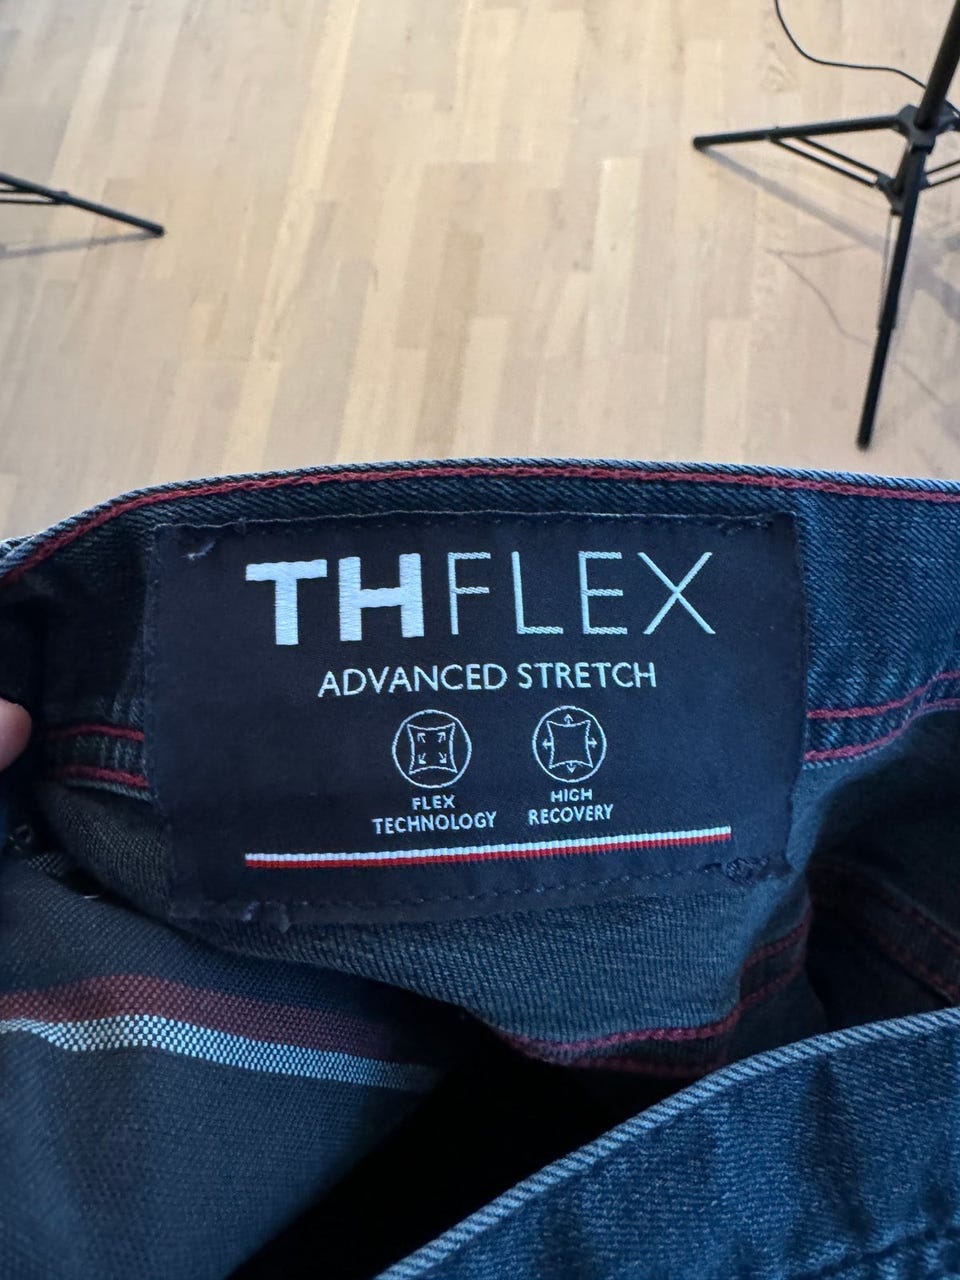 THFLEX
ADVANCED STRETCH
FLEX
TECHNOLOGY
HIGH
RECOVERY